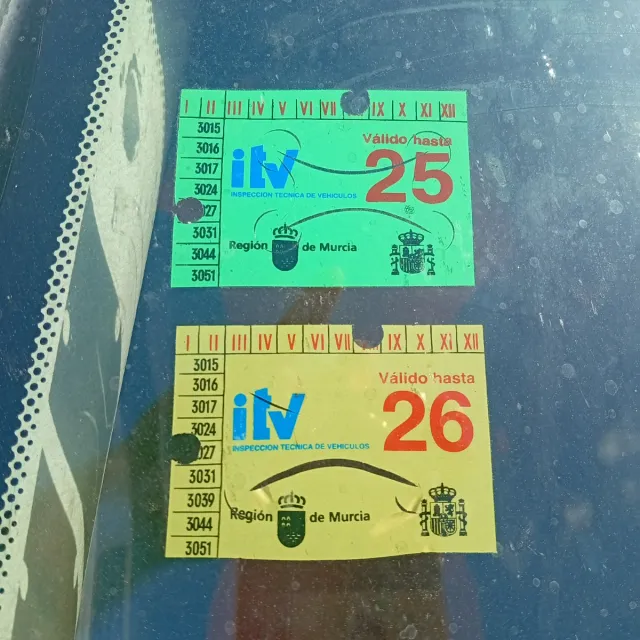 I II III IV V VI VII IX X XI XII
3015
3016
3017
3024
27
3031
3044
3051
itv
INSPECCION TECNICA DE VEHICULOS
Válido hasta
25
Región de Murcia
I II III IV V VI VII IX X XI XII
3015
3016
3017
3024
027
3031
3039
3044
3051
itv
INSPECCION TECNICA DE VEHICULOS
Válido hasta
26
Región de Murcia